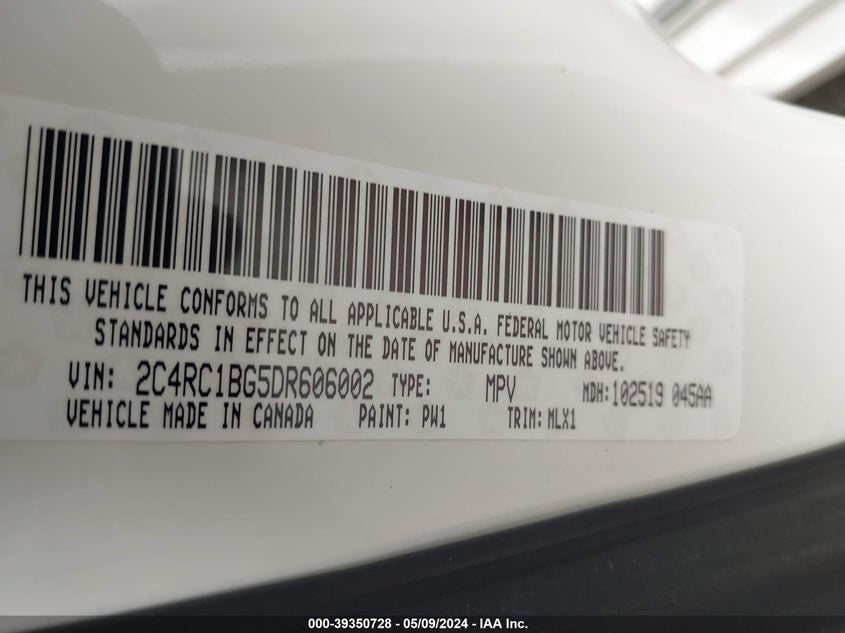 THIS VEHICLE CONFORMS TO ALL APPLICABLE U.S.A. FEDERAL MOTOR VEHICLE SAFETY
STANDARDS IN EFFECT ON THE DATE OF MANUFACTURE SHOWN ABOVE.
VIN: 2C4RC1BG5DR606002 TYPE: MPV MDH:102519 045AA
VEHICLE MADE IN CANADA PAINT: PW1 TRIM: MLX1
000-39350728 - 05/09/2024 - IAA Inc.